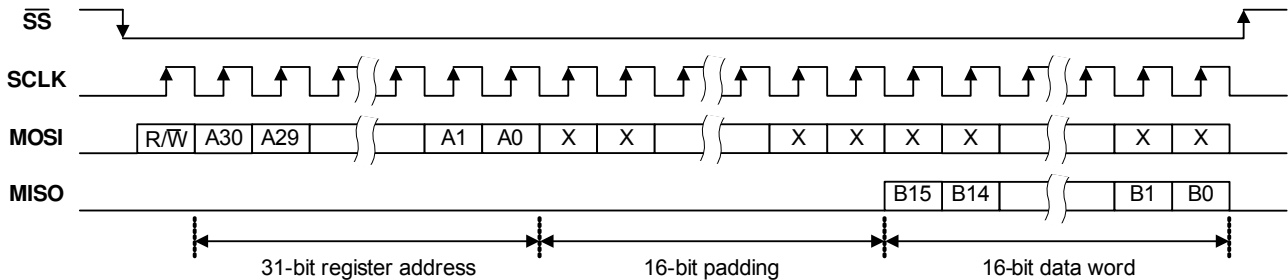 S̅S̅
SCLK
MOSI R/W̅ A30 A29 A1 A0 X X X X X X X X
MISO B15 B14 B1 B0
31-bit register address 16-bit padding 16-bit data word